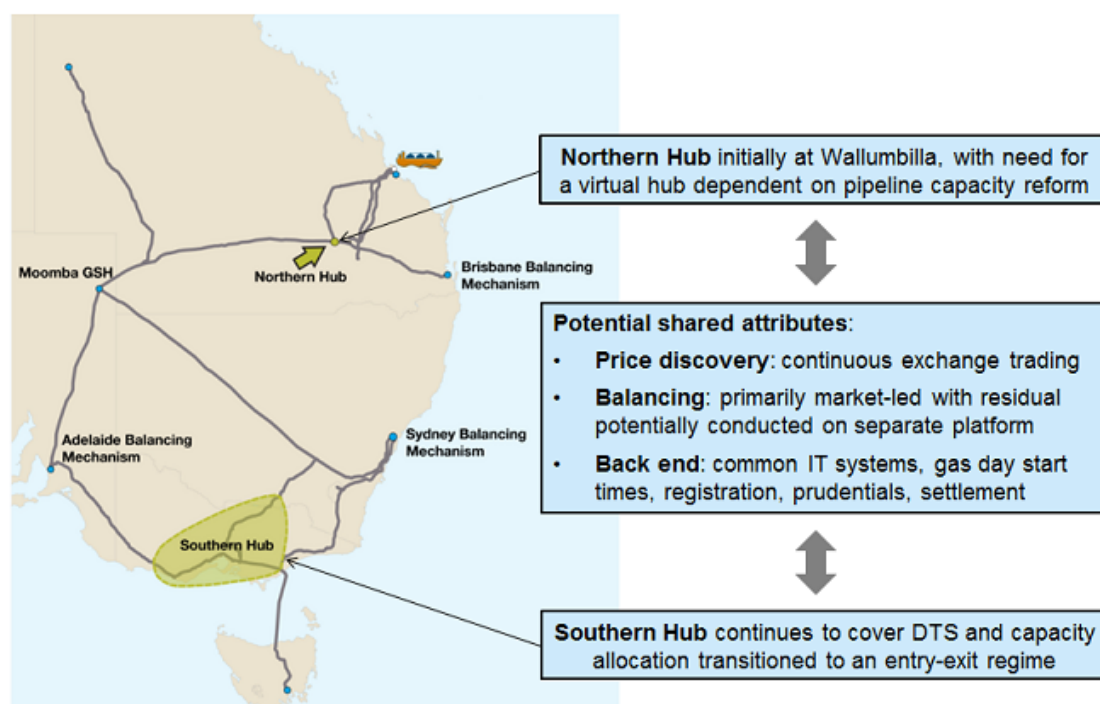 Northern Hub initially at Wallumbilla, with need for
a virtual hub dependent on pipeline capacity reform
Moomba GSH
Northern Hub
Brisbane Balancing
Mechanism
Potential shared attributes:
• Price discovery: continuous exchange trading
• Balancing: primarily market-led with residual
potentially conducted on separate platform
• Back end: common IT systems, gas day start
times, registration, prudentials, settlement
Adelaide Balancing
Mechanism
Sydney Balancing
Mechanism
Southern Hub
Southern Hub continues to cover DTS and capacity
allocation transitioned to an entry-exit regime